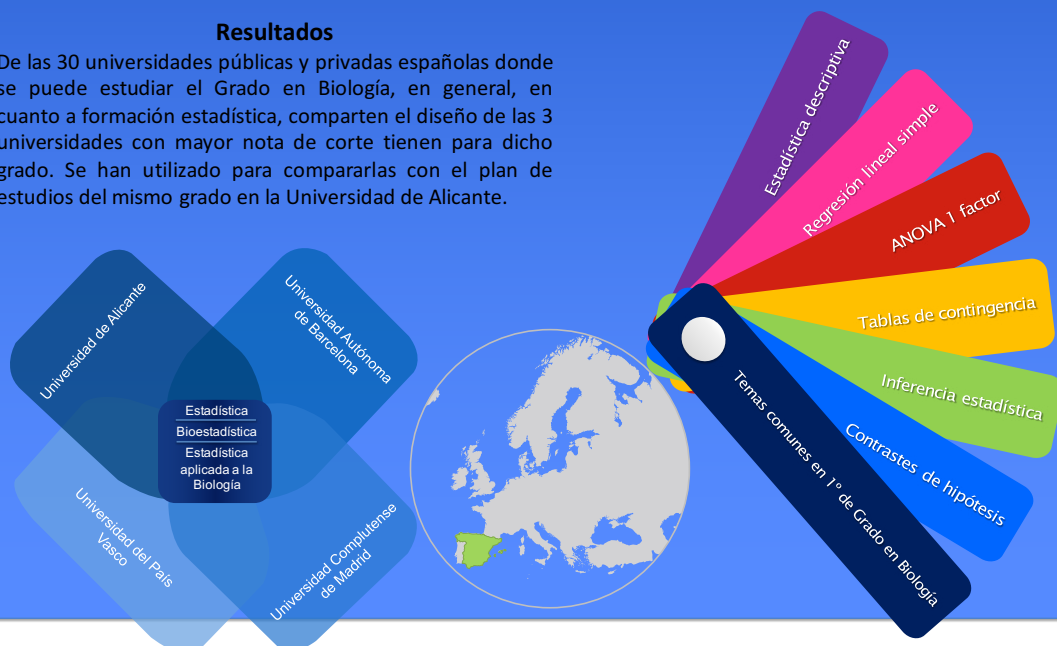 Resultados
De las 30 universidades públicas y privadas españolas donde
se puede estudiar el Grado en Biología, en general, en
cuanto a formación estadística, comparten el diseño de las 3
universidades con mayor nota de corte tienen para dicho
grado. Se han utilizado para compararlas con el plan de
estudios del mismo grado en la Universidad de Alicante.
Universidad de Alicante
Universidad Autónoma
de Barcelona
Estadística
Bioestadística
Estadística
aplicada a la
Biología
Universidad del País
Vasco
Universidad Complutense
de Madrid
Estadística descriptiva
Regresión lineal simple
ANOVA 1 factor
Tablas de contingencia
Inferencia estadística
Contrastes de hipótesis
Temas comunes en 1º de Grado en Biología